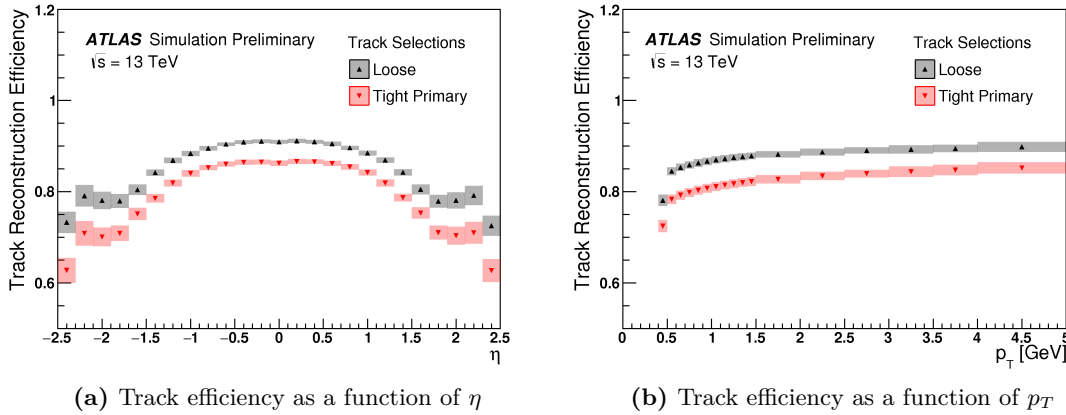 Track Reconstruction Efficiency
1.2
1
0.8
0.6
ATLAS Simulation Preliminary
√s = 13 TeV
Track Selections
Loose
Tight Primary
−2.5 −2 −1.5 −1 −0.5 0 0.5 1 1.5 2 2.5
η
(a) Track efficiency as a function of η
Track Reconstruction Efficiency
1.2
1
0.8
0.6
ATLAS Simulation Preliminary
√s = 13 TeV
Track Selections
Loose
Tight Primary
0 0.5 1 1.5 2 2.5 3 3.5 4 4.5 5
p_T [GeV]
(b) Track efficiency as a function of p_T